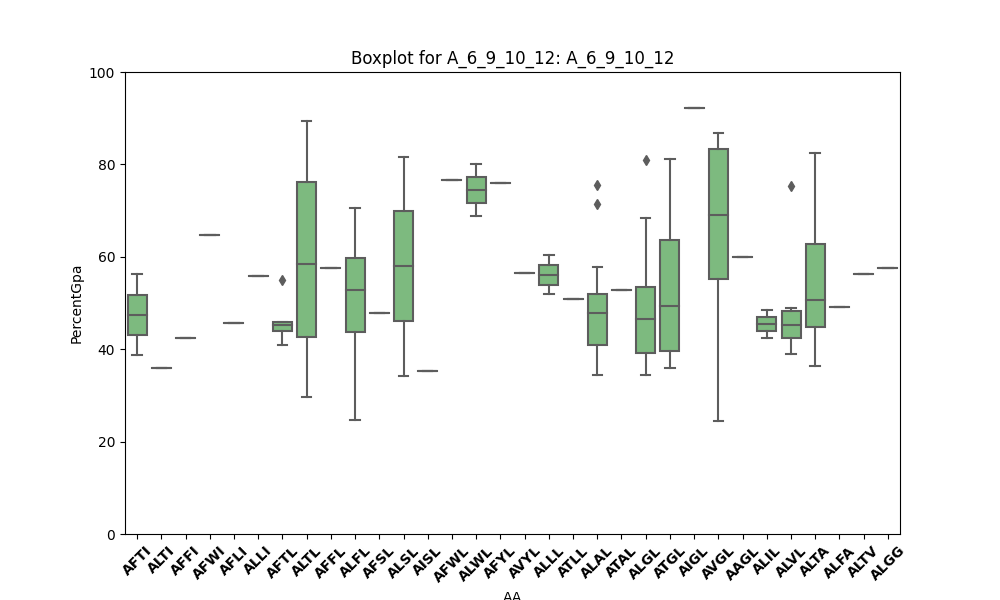 Boxplot for A_6_9_10_12: A_6_9_10_12
100
80
60
40
20
0
PercentGpa
AFTI ALTI AFFI AFWI AFLI ALLI AFTL ALTL AFFL ALFL AFSL ALSL AISL AFWL ALWL AFYL AVYL ALLL ATLL ALAL ATAL ALGL ATGL AIGL AVGL AAGL ALIL ALVL ALTA ALFA ALTV ALGG
AA